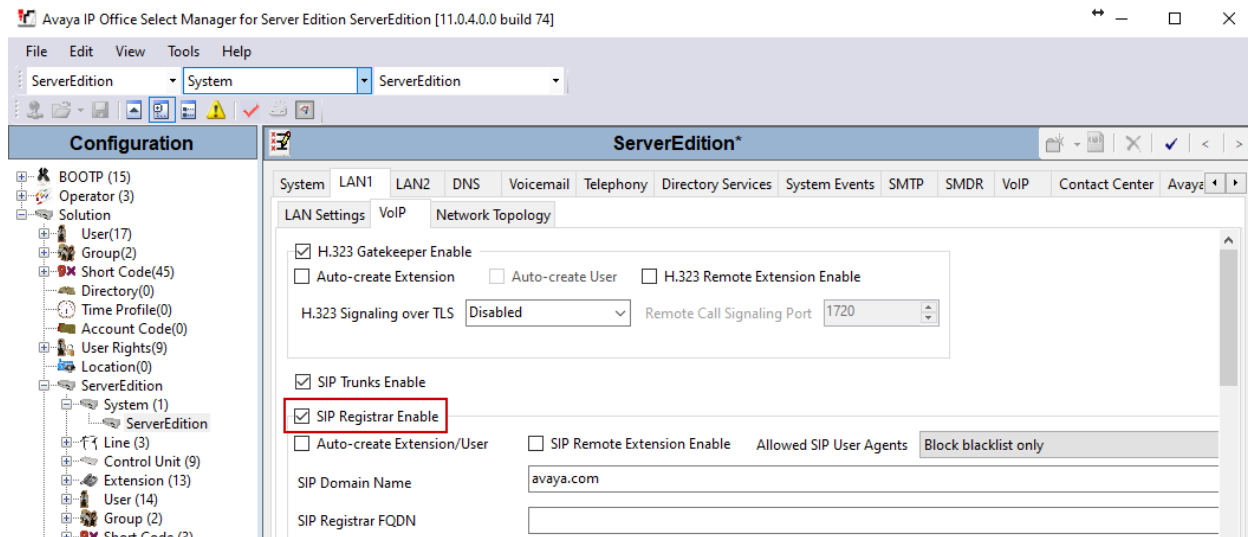 Avaya IP Office Select Manager for Server Edition ServerEdition [11.0.4.0.0 build 74]
File Edit View Tools Help
ServerEdition System ServerEdition
Configuration
BOOTP (15)
Operator (3)
Solution
User(17)
Group(2)
Short Code(45)
Directory(0)
Time Profile(0)
Account Code(0)
User Rights(9)
Location(0)
ServerEdition
System (1)
ServerEdition
Line (3)
Control Unit (9)
Extension (13)
User (14)
Group (2)
Short Code (3)
ServerEdition*
System LAN1 LAN2 DNS Voicemail Telephony Directory Services System Events SMTP SMDR VoIP Contact Center Avaya
LAN Settings VoIP Network Topology
H.323 Gatekeeper Enable
Auto-create Extension Auto-create User H.323 Remote Extension Enable
H.323 Signaling over TLS Disabled Remote Call Signaling Port 1720
SIP Trunks Enable
SIP Registrar Enable
Auto-create Extension/User SIP Remote Extension Enable Allowed SIP User Agents Block blacklist only
SIP Domain Name avaya.com
SIP Registrar FQDN